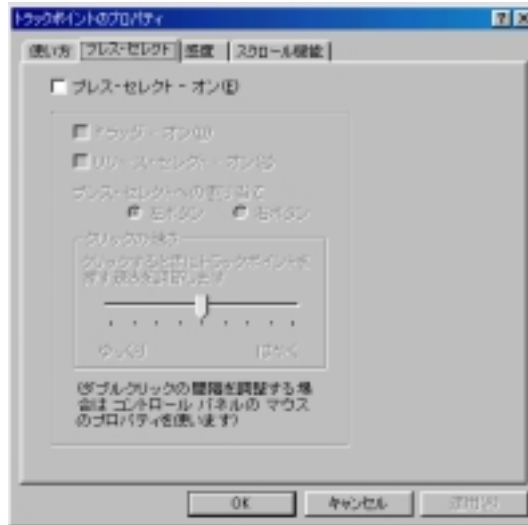 トラックポイントのプロパティ
使い方 プレス・セレクト 感度 スクロール機能
プレス・セレクト - オン(E)
ドラッグ - オン(D)
リリース・セレクト - オン(S)
プレス・セレクトへの割り当て
左ボタン 右ボタン
クリックの速さ
クリックするときにトラックポイントを
押す速さを調節します
ゆっくり はやく
(ダブルクリックの間隔を調整する場
合は コントロール パネルの マウス
のプロパティを使います)
OK キャンセル 適用(A)